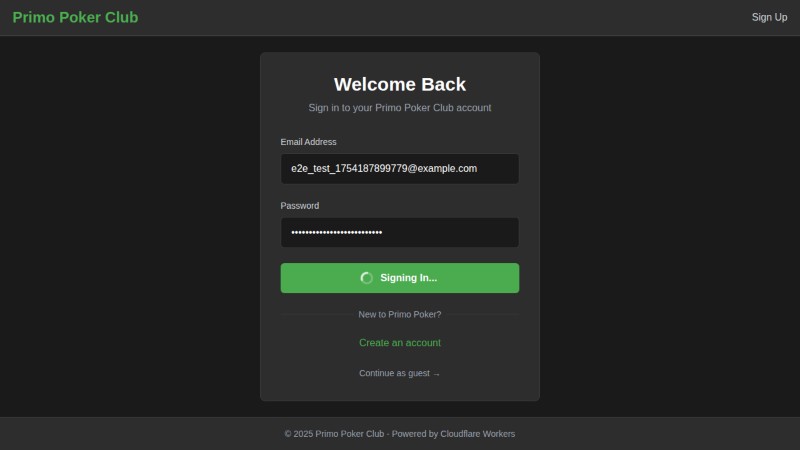 Primo Poker Club
Sign Up
Welcome Back
Sign in to your Primo Poker Club account
Email Address
e2e_test_1754187899779@example.com
Password
••••••••••••••••••••••••••
Signing In...
New to Primo Poker?
Create an account
Continue as guest →
© 2025 Primo Poker Club - Powered by Cloudflare Workers